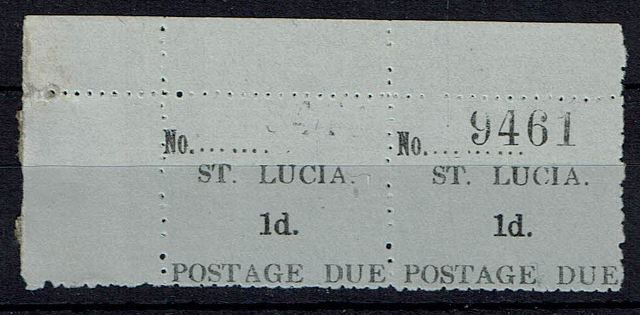 No......... No.......... 9461
ST. LUCIA. ST. LUCIA.
1d. 1d.
POSTAGE DUE POSTAGE DUE